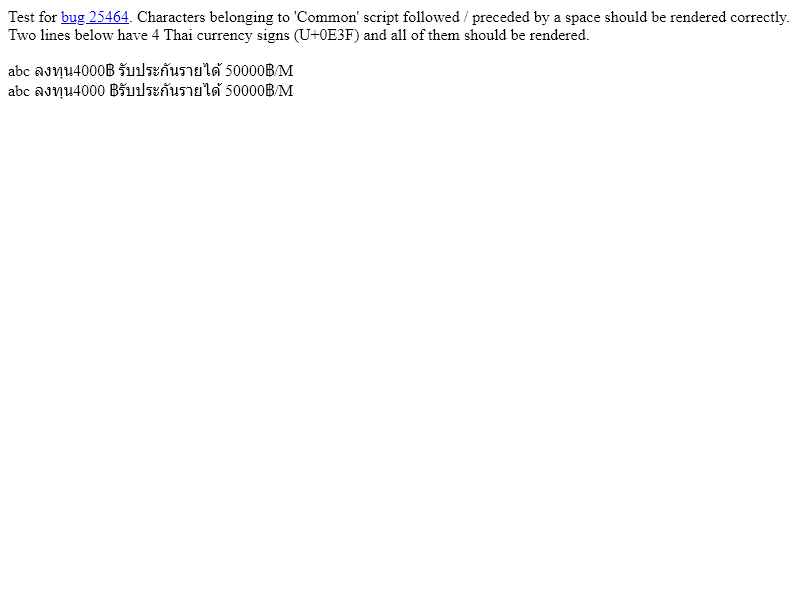 Test for bug 25464. Characters belonging to 'Common' script followed / preceded by a space should be rendered correctly.
Two lines below have 4 Thai currency signs (U+0E3F) and all of them should be rendered.
abc ลงทุน4000฿ รับประกันรายได้ 50000฿/M
abc ลงทุน4000 ฿รับประกันรายได้ 50000฿/M